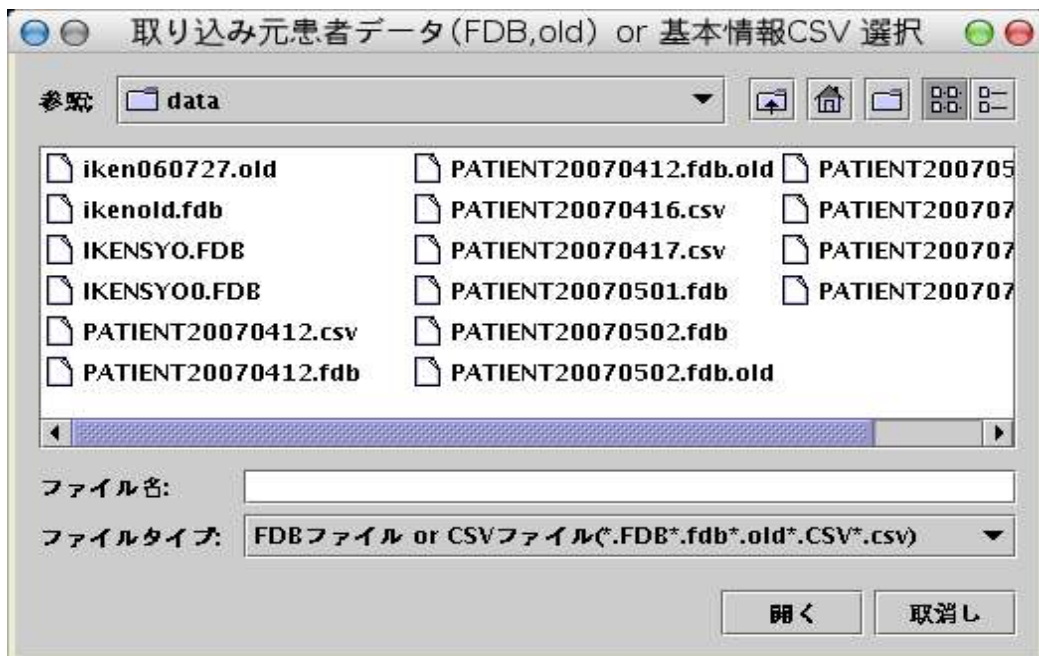 取り込み元患者データ(FDB,old) or 基本情報CSV 選択
参照: data
iken060727.old
ikenold.fdb
IKENSYO.FDB
IKENSYO0.FDB
PATIENT20070412.csv
PATIENT20070412.fdb
PATIENT20070412.fdb.old
PATIENT20070416.csv
PATIENT20070417.csv
PATIENT20070501.fdb
PATIENT20070502.fdb
PATIENT20070502.fdb.old
PATIENT200705
PATIENT200707
PATIENT200707
PATIENT200707
ファイル名:
ファイルタイプ: FDBファイル or CSVファイル(*.FDB*.fdb*.old*.CSV*.csv)
開く 取消し